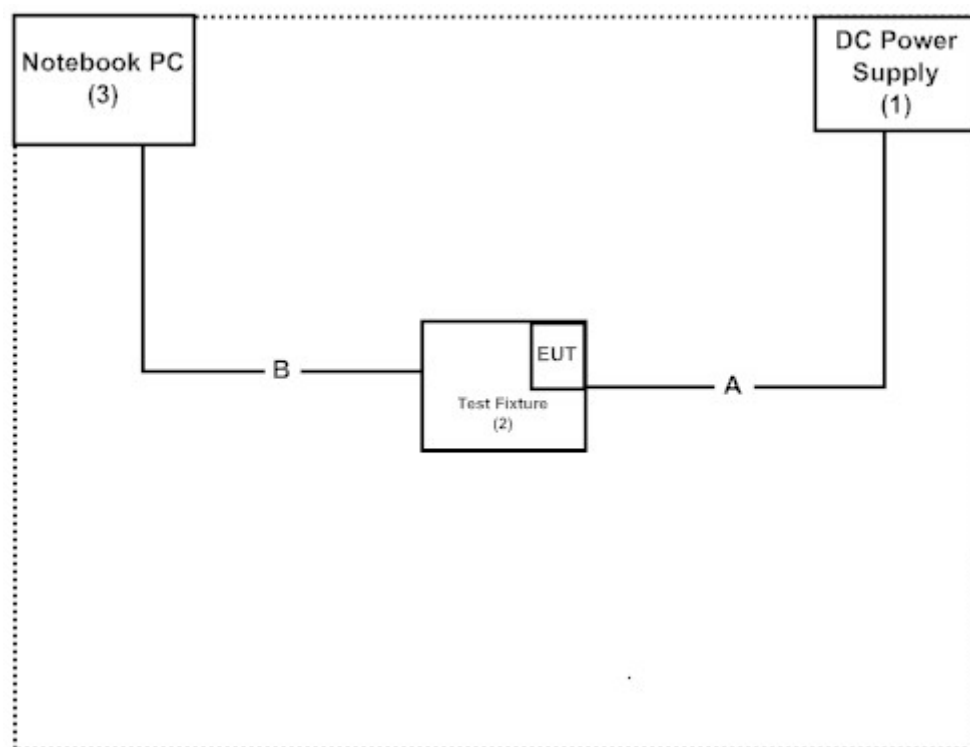 Notebook PC
(3)
DC Power
Supply
(1)
EUT
B
A
Test Fixture
(2)